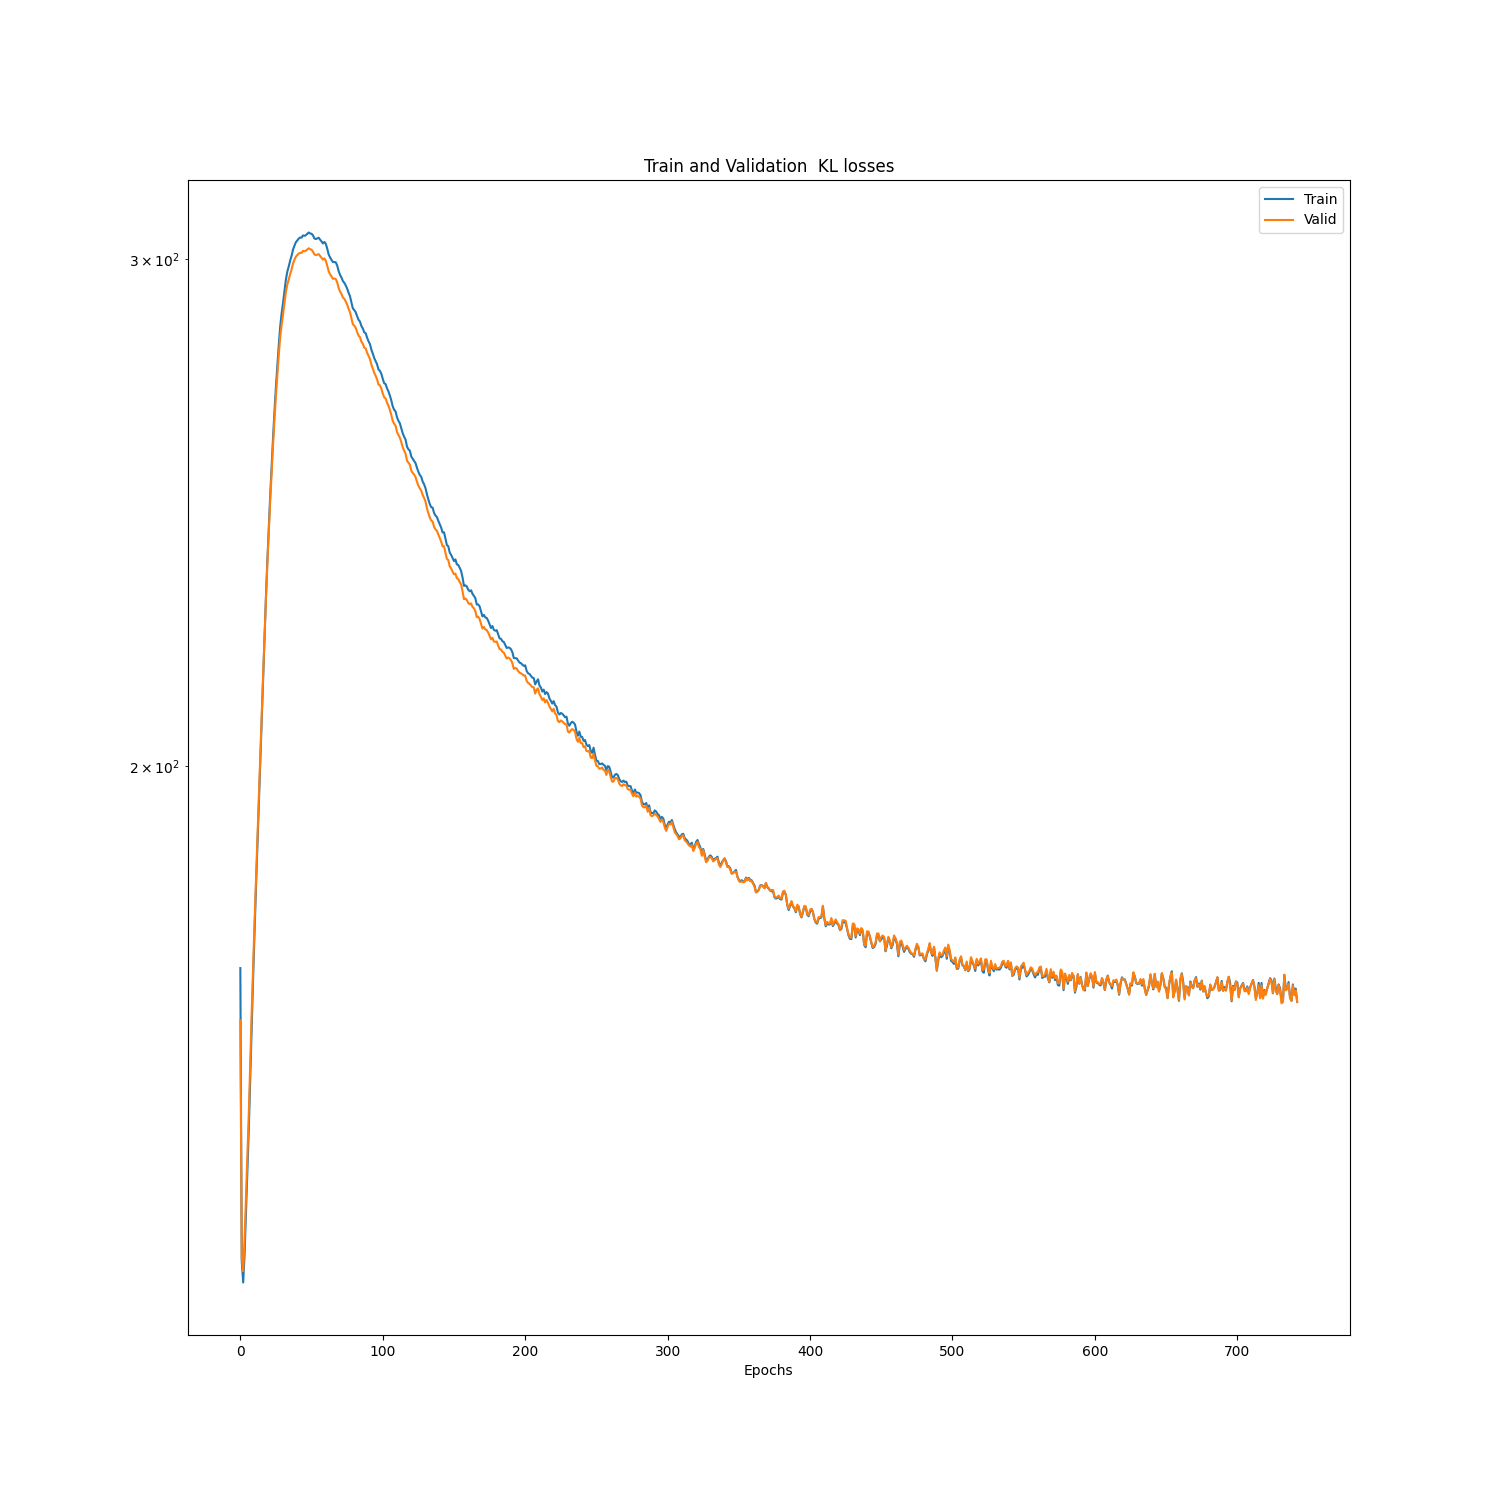 Train and Validation  KL losses
Train
Valid
3 × 10²
2 × 10²
0 100 200 300 400 500 600 700
Epochs